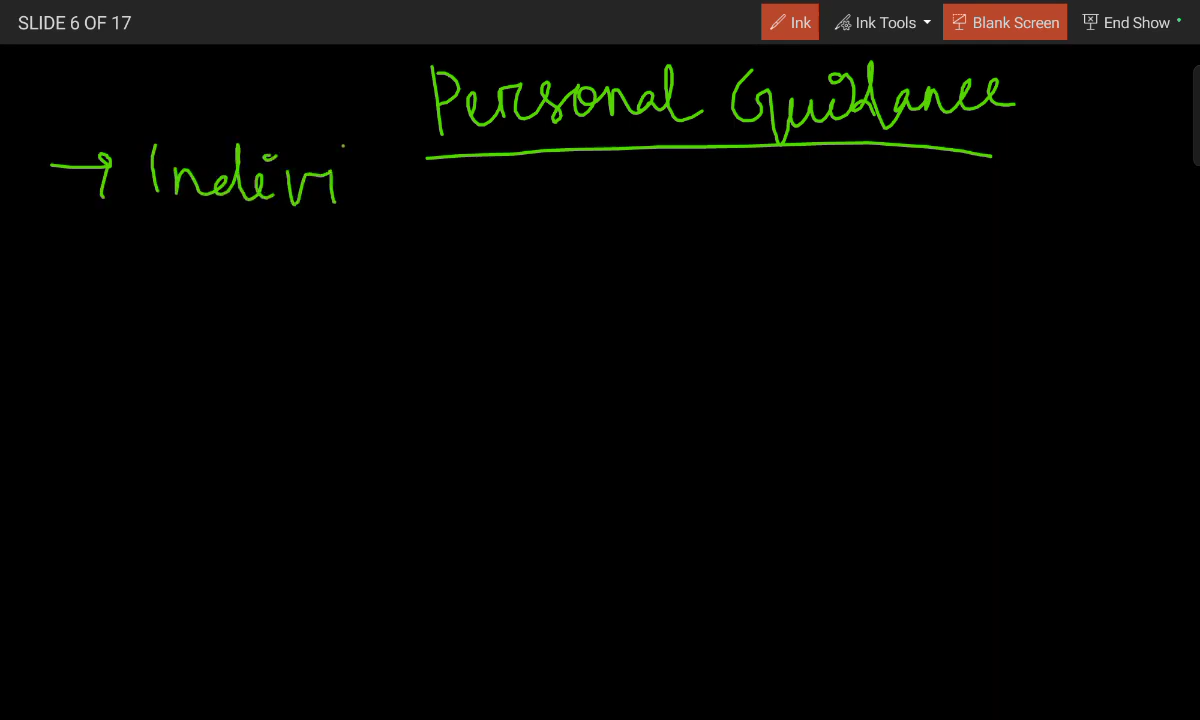 SLIDE 6 OF 17
Ink
Ink Tools
Blank Screen
End Show
Personal Guidance
→ Indivi